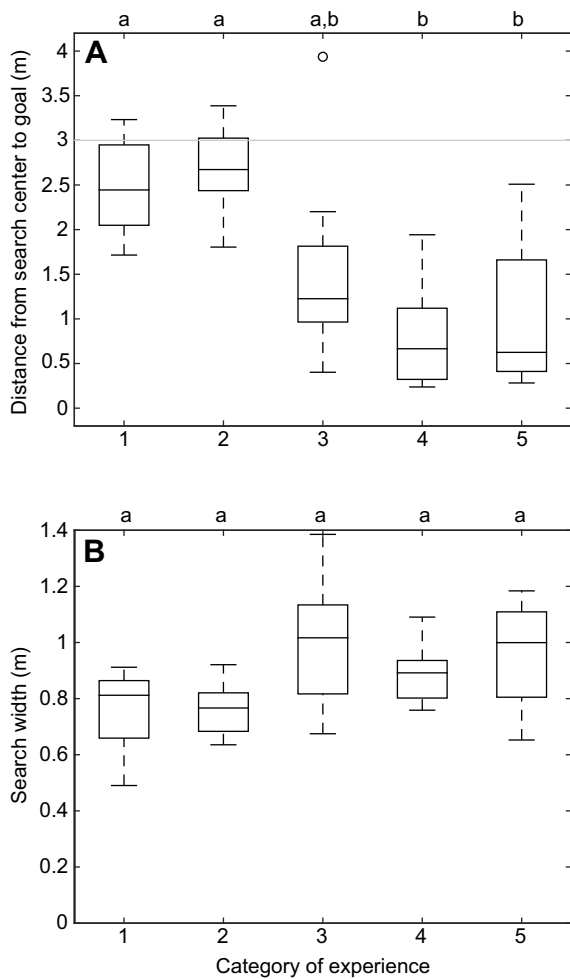 a a a,b b b
A
Distance from search center to goal (m)
4
3.5
3
2.5
2
1.5
1
0.5
0
1 2 3 4 5
a a a a a
B
Search width (m)
1.4
1.2
1
0.8
0.6
0.4
0.2
0
1 2 3 4 5
Category of experience